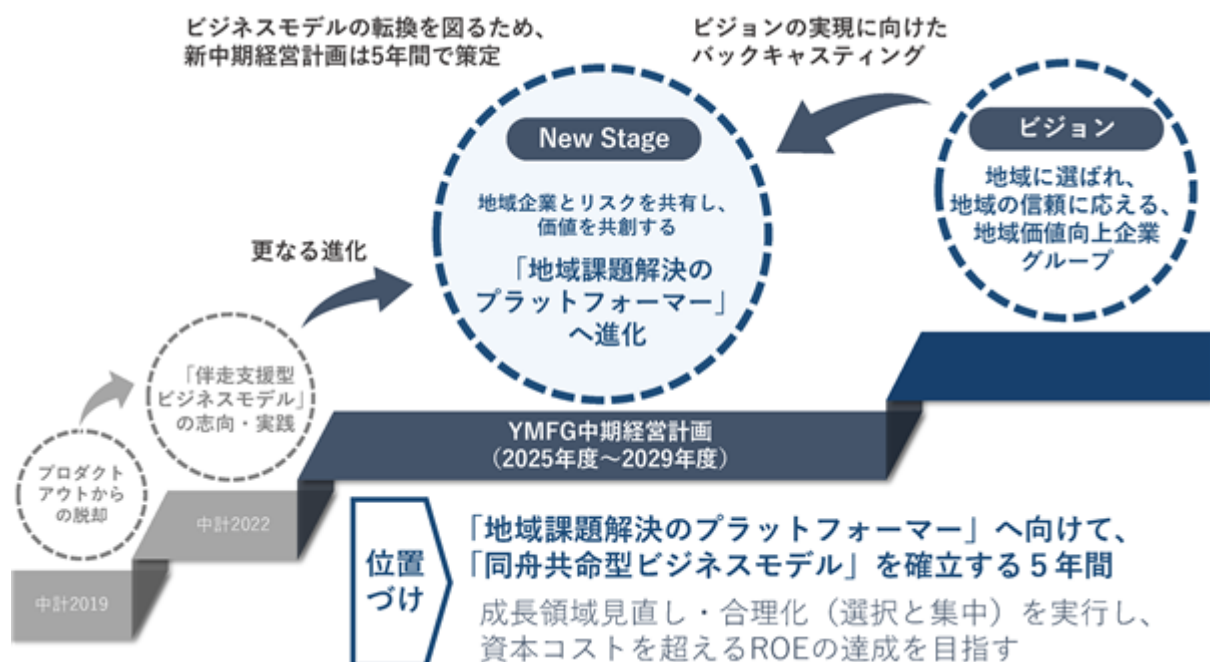 ビジネスモデルの転換を図るため、
新中期経営計画は5年間で策定
ビジョンの実現に向けた
バックキャスティング
New Stage
地域企業とリスクを共有し、
価値を共創する
「地域課題解決の
プラットフォーマー」
へ進化
ビジョン
地域に選ばれ、
地域の信頼に応える、
地域価値向上企業
グループ
更なる進化
「伴走支援型
ビジネスモデル」
の志向・実践
プロダクト
アウトから
の脱却
中計2019
中計2022
YMFG中期経営計画
（2025年度～2029年度）
位置
づけ
「地域課題解決のプラットフォーマー」へ向けて、
「同舟共命型ビジネスモデル」を確立する５年間
成長領域見直し・合理化（選択と集中）を実行し、
資本コストを超えるROEの達成を目指す